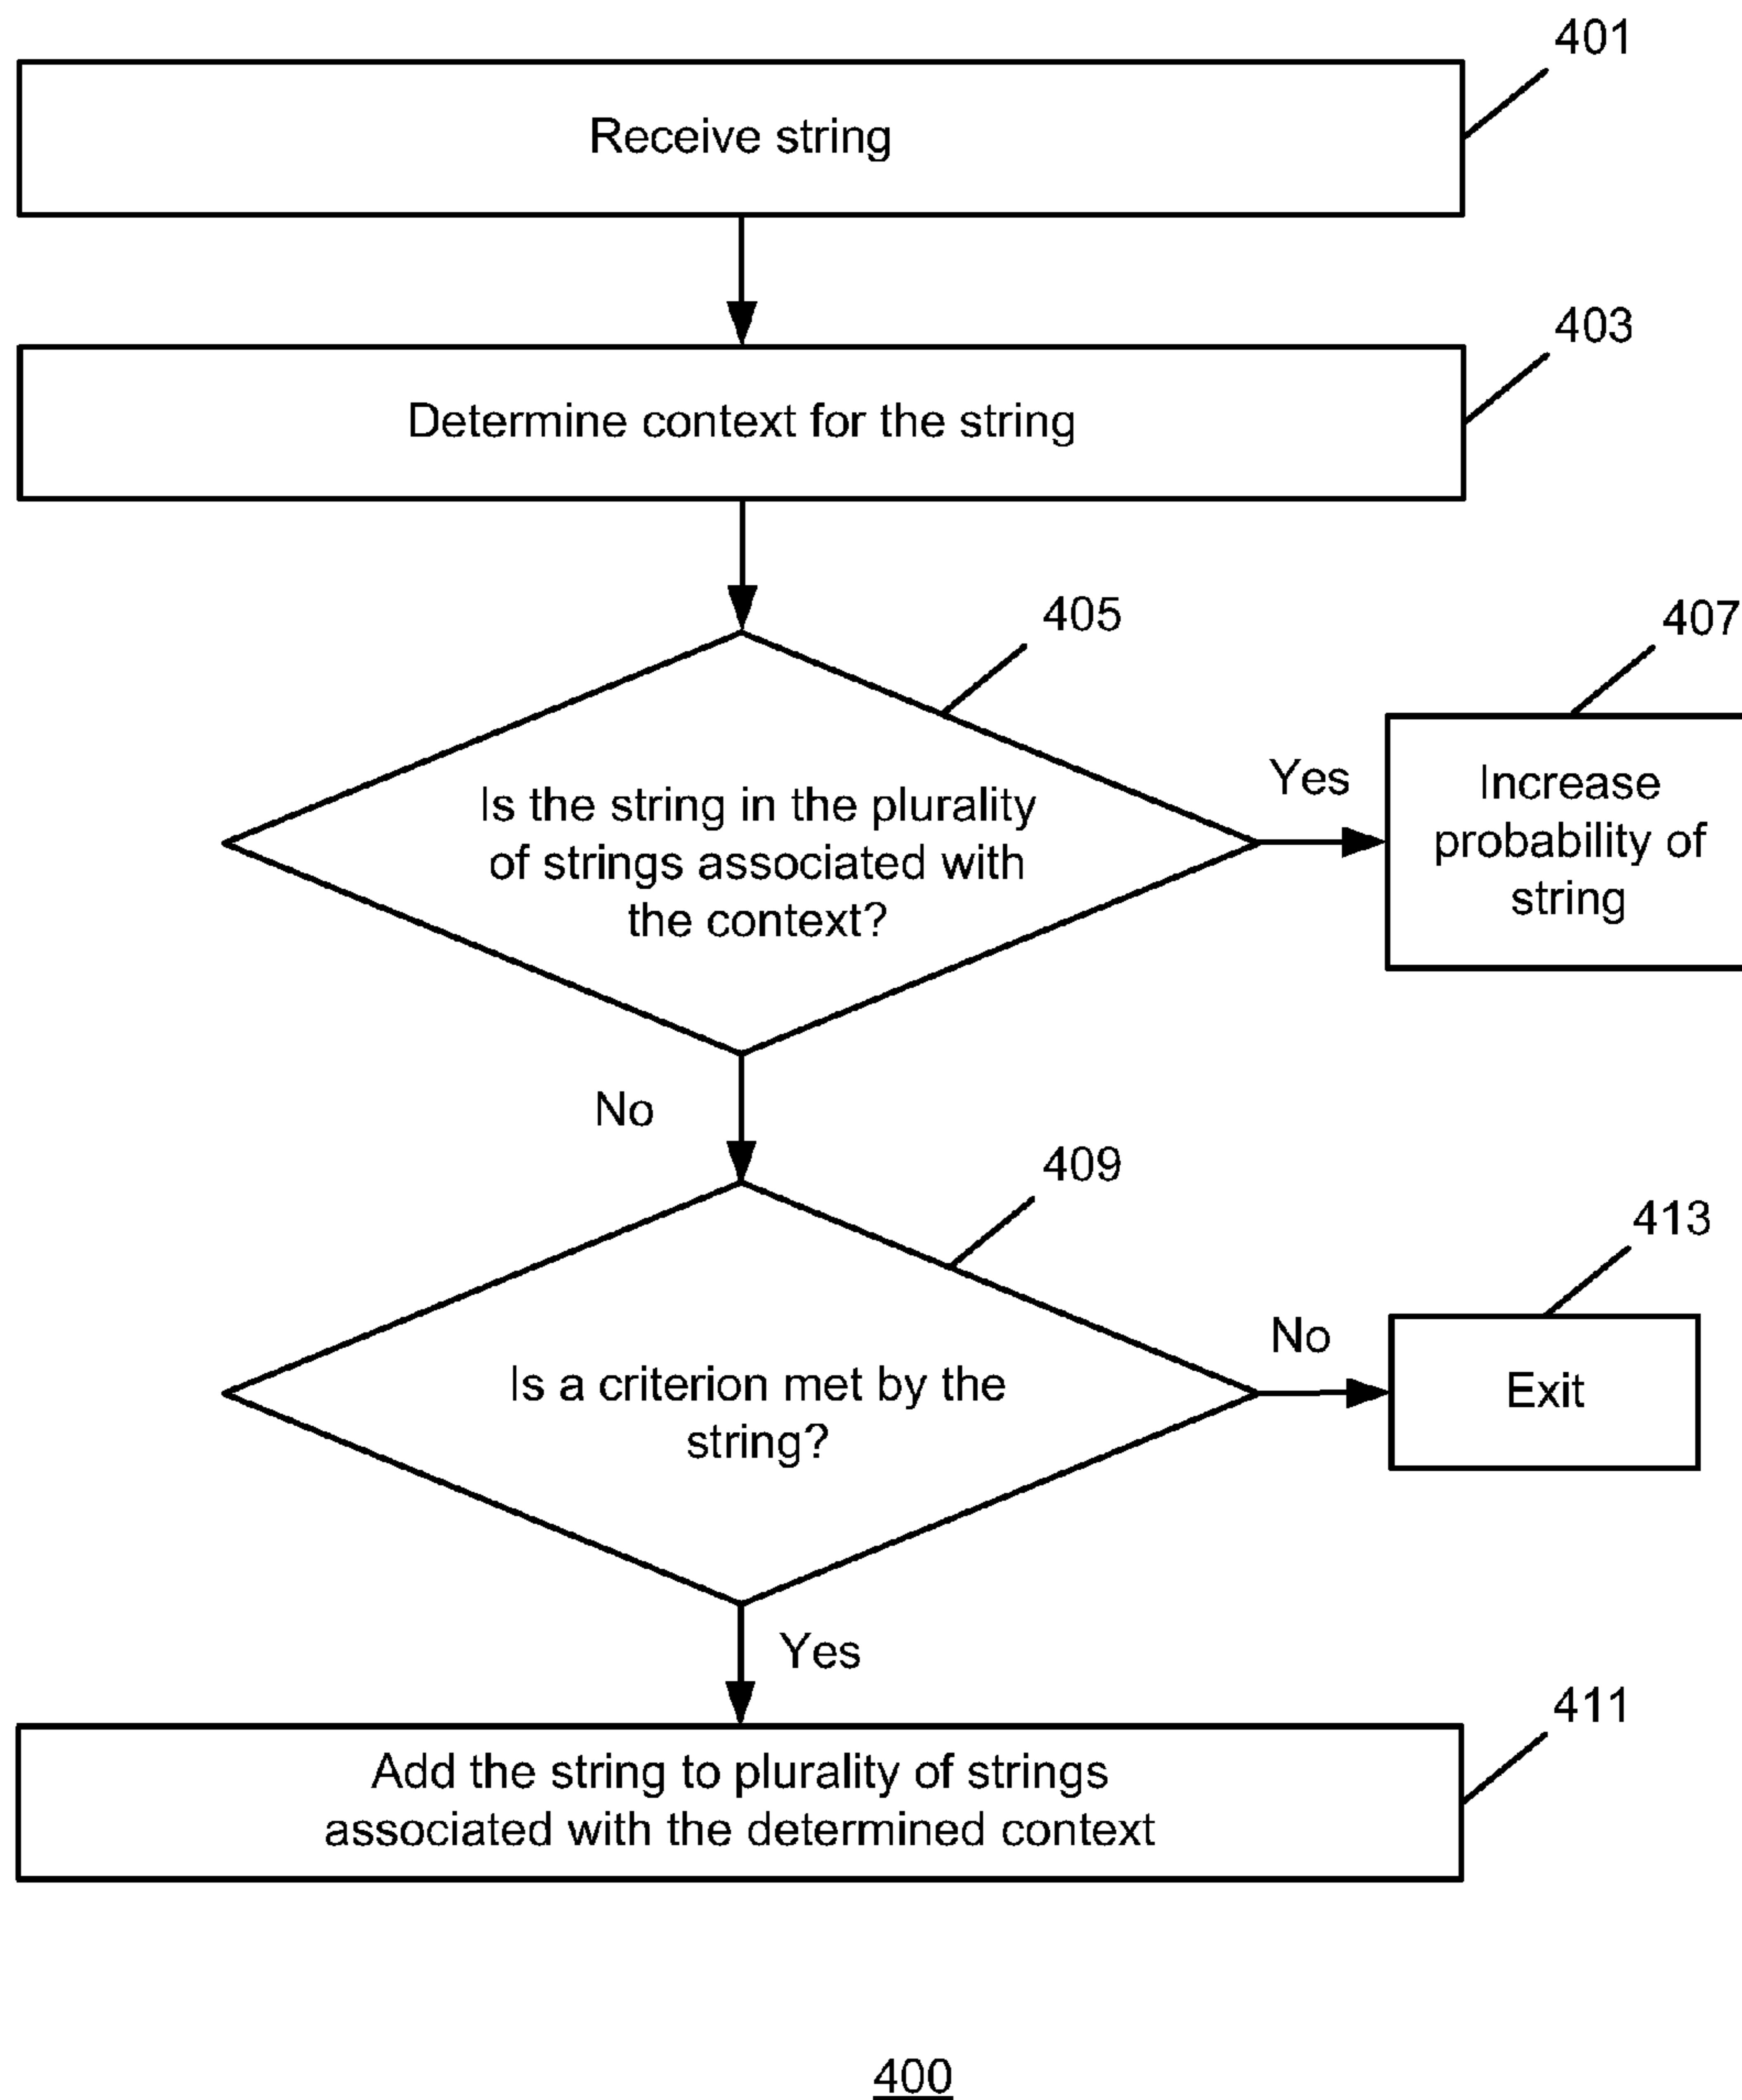 401
Receive string
403
Determine context for the string
405
407
Is the string in the plurality
of strings associated with
the context?
Yes
Increase
probability of
string
No
409
413
Is a criterion met by the
string?
No
Exit
Yes
411
Add the string to plurality of strings
associated with the determined context
400